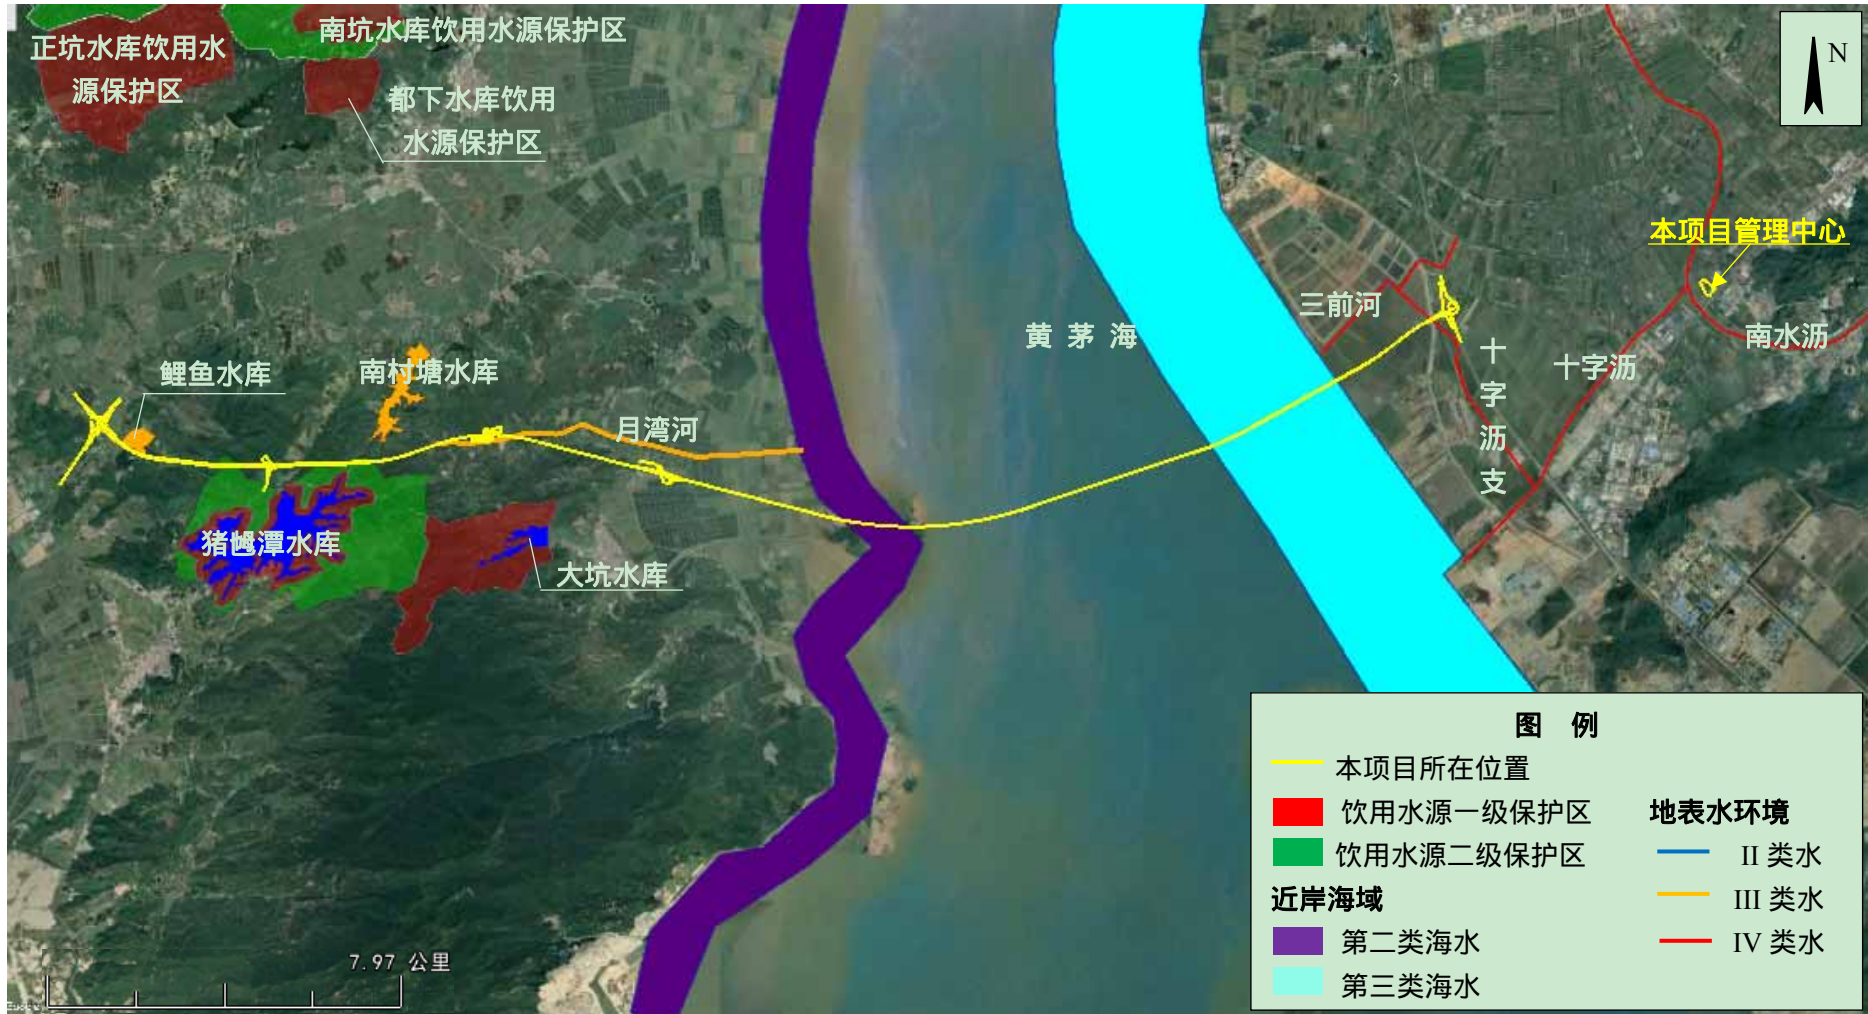 正坑水库饮用水
源保护区
南坑水库饮用水源保护区
都下水库饮用
水源保护区
N
本项目管理中心
三前河
黄茅海
南水沥
十字沥
十字沥支
鲤鱼水库
南村塘水库
月湾河
猪乸潭水库
大坑水库
7.97 公里
图 例
本项目所在位置
饮用水源一级保护区
饮用水源二级保护区
近岸海域
第二类海水
第三类海水
地表水环境
II 类水
III 类水
IV 类水